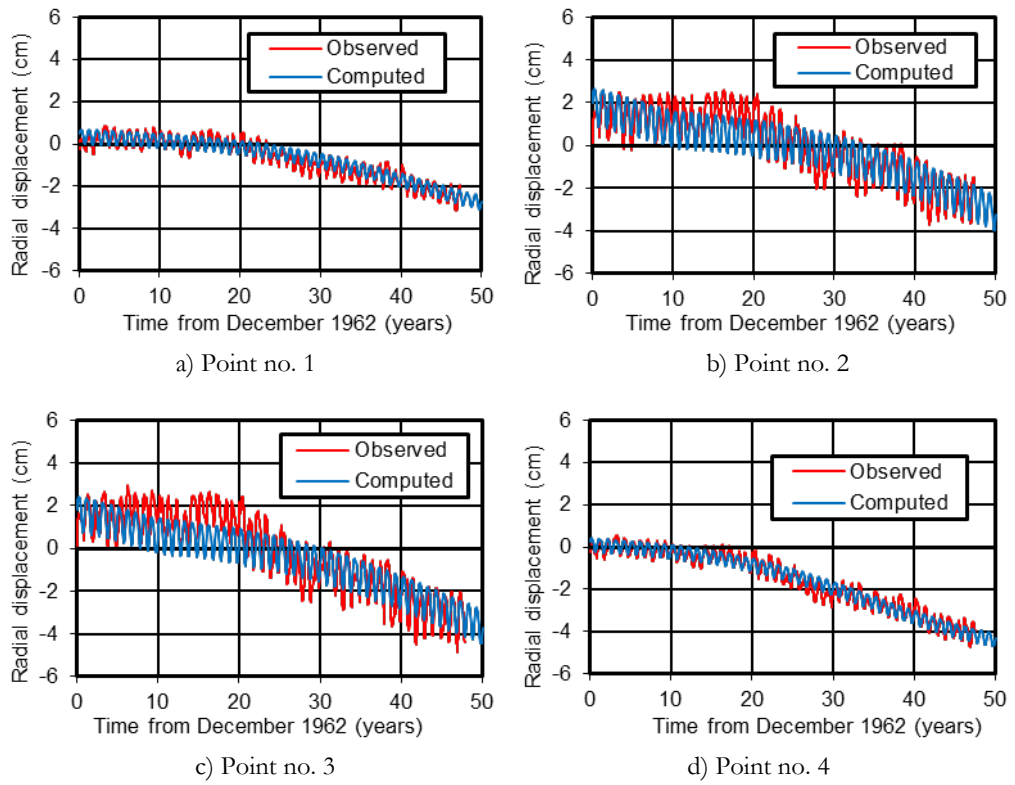 6
4
2
0
-2
-4
-6
Radial displacement (cm)
Observed
Computed
0 10 20 30 40 50
Time from December 1962 (years)
a) Point no. 1
6
4
2
0
-2
-4
-6
Radial displacement (cm)
Observed
Computed
0 10 20 30 40 50
Time from December 1962 (years)
b) Point no. 2
6
4
2
0
-2
-4
-6
Radial displacement (cm)
Observed
Computed
0 10 20 30 40 50
Time from December 1962 (years)
c) Point no. 3
6
4
2
0
-2
-4
-6
Radial displacement (cm)
Observed
Computed
0 10 20 30 40 50
Time from December 1962 (years)
d) Point no. 4